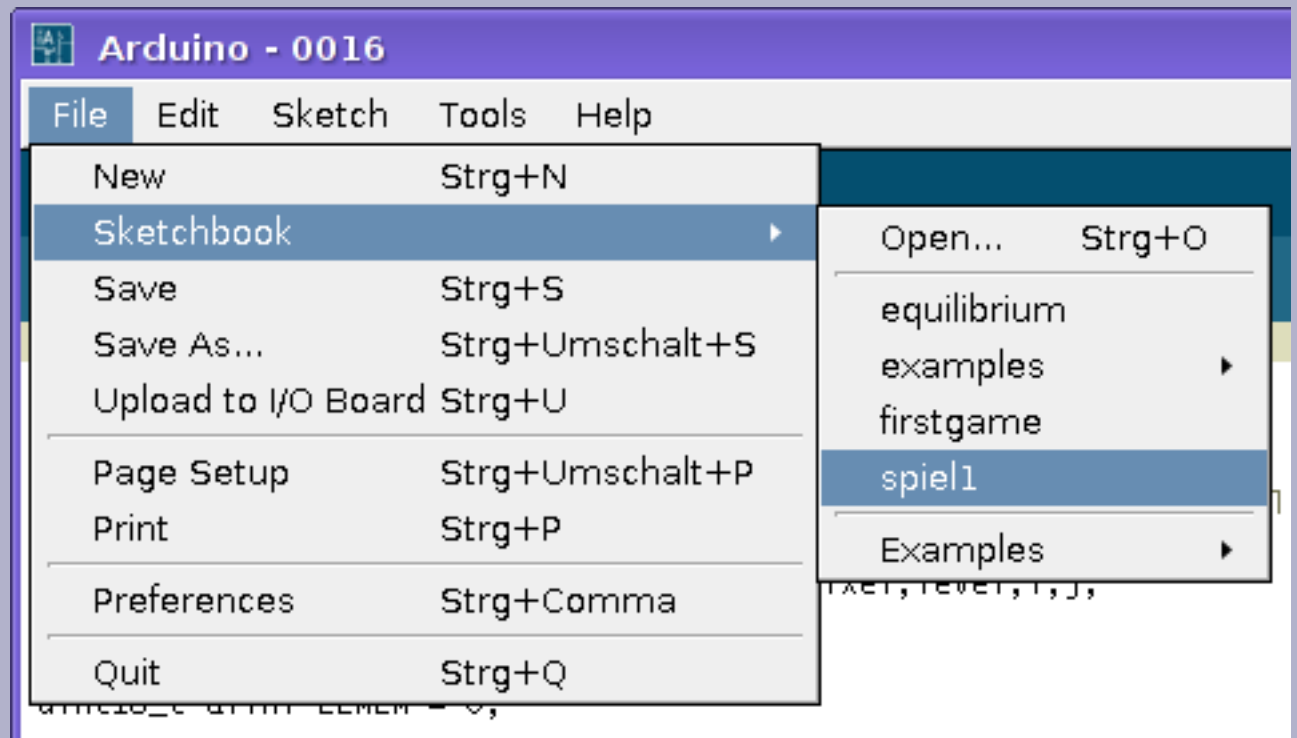 Arduino - 0016
File Edit Sketch Tools Help
New Strg+N
Sketchbook
Save Strg+S
Save As... Strg+Umschalt+S
Upload to I/O Board Strg+U
Page Setup Strg+Umschalt+P
Print Strg+P
Preferences Strg+Comma
Quit Strg+Q
Open... Strg+O
equilibrium
examples
firstgame
spiel1
Examples